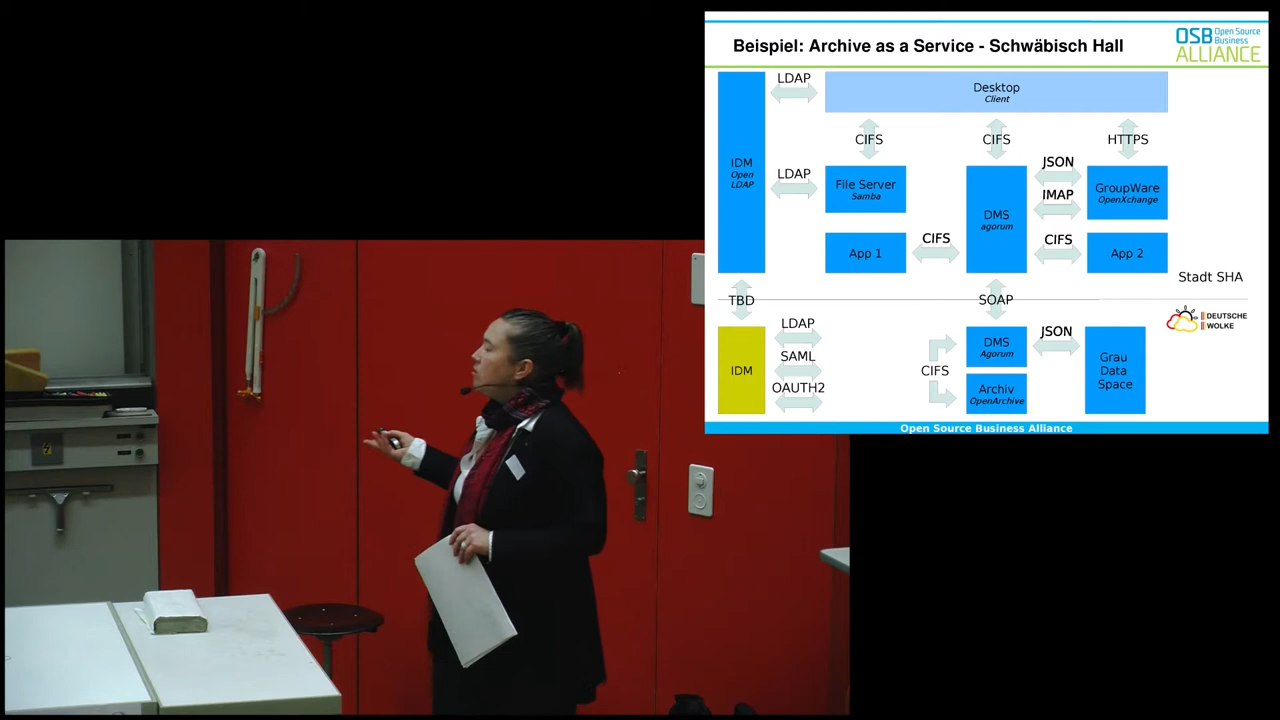 Beispiel: Archive as a Service - Schwäbisch Hall
OSB Open Source
Business
ALLIANCE
LDAP
Desktop
Client
CIFS
CIFS
HTTPS
IDM
Open
LDAP
LDAP
File Server
Samba
DMS
agorum
JSON
IMAP
GroupWare
OpenXchange
App 1
CIFS
CIFS
App 2
Stadt SHA
TBD
SOAP
DEUTSCHE
WOLKE
IDM
LDAP
SAML
OAUTH2
CIFS
DMS
Agorum
JSON
Archiv
OpenArchive
Grau
Data
Space
Open Source Business Alliance